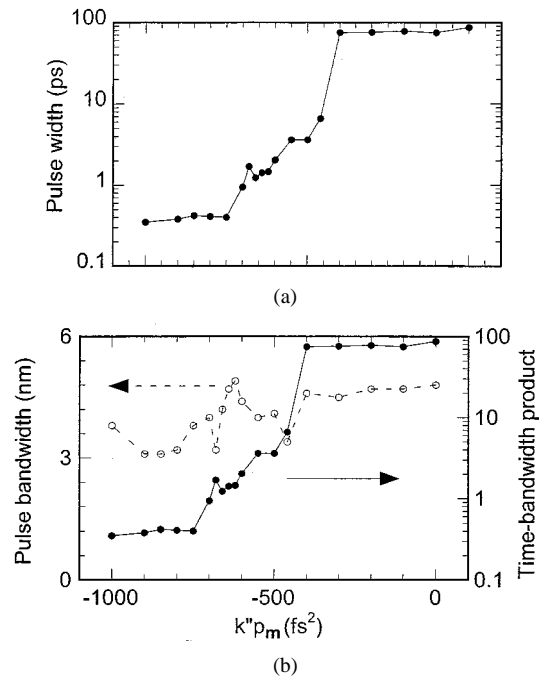 100
10
1
0.1
Pulse width (ps)
(a)
6
3
0
Pulse bandwidth (nm)
100
10
1
0.1
Time-bandwidth product
-1000
-500
0
k"pm(fs2)
(b)